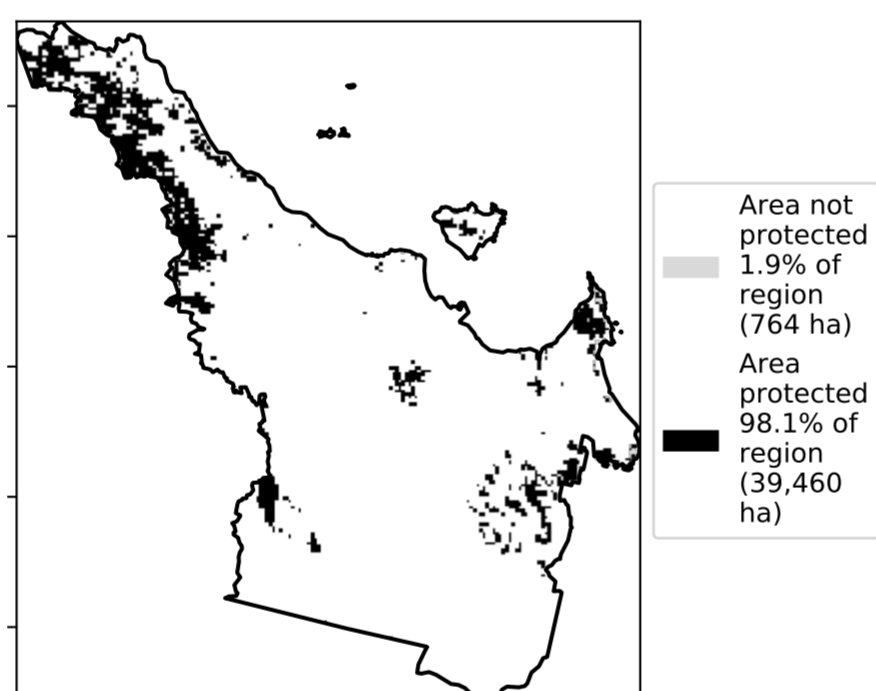 Area not
protected
1.9% of
region
(764 ha)
Area
protected
98.1% of
region
(39,460
ha)